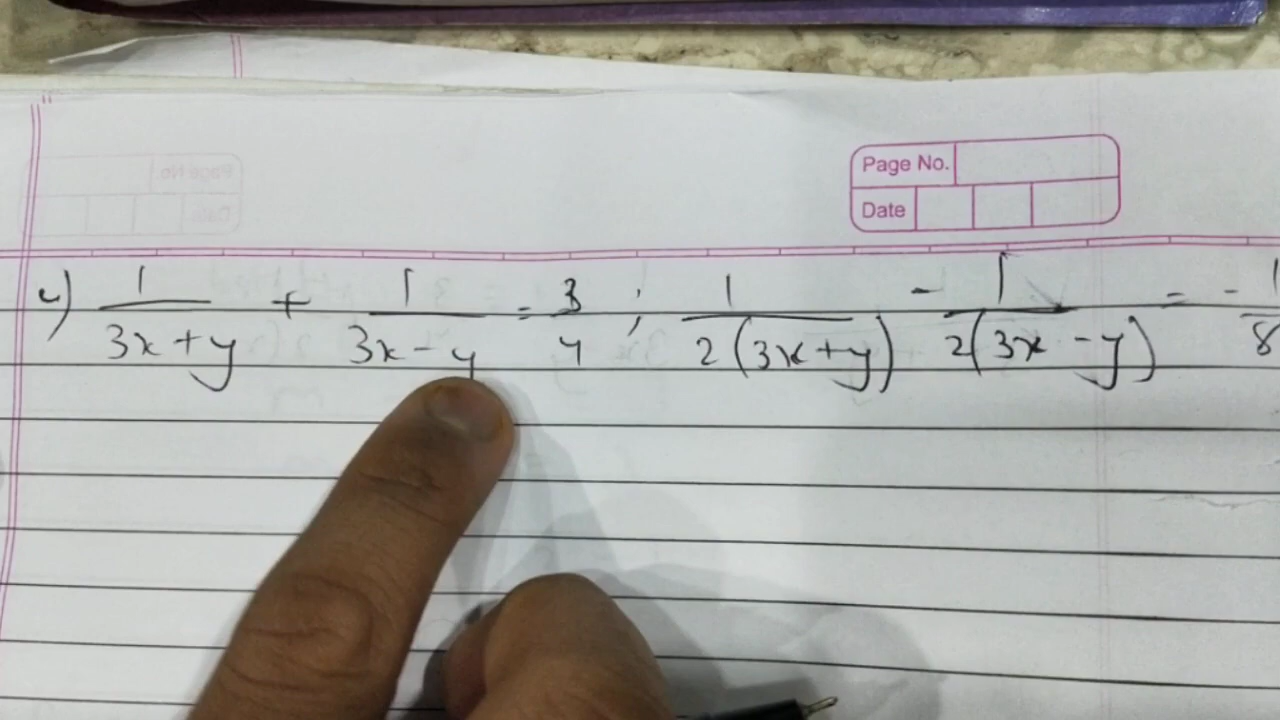 Page No.
Date
4) 1/(3x+y) + 1/(3x-y) = 3/4 ; 1/2(3x+y) - 1/2(3x-y) = -1/8